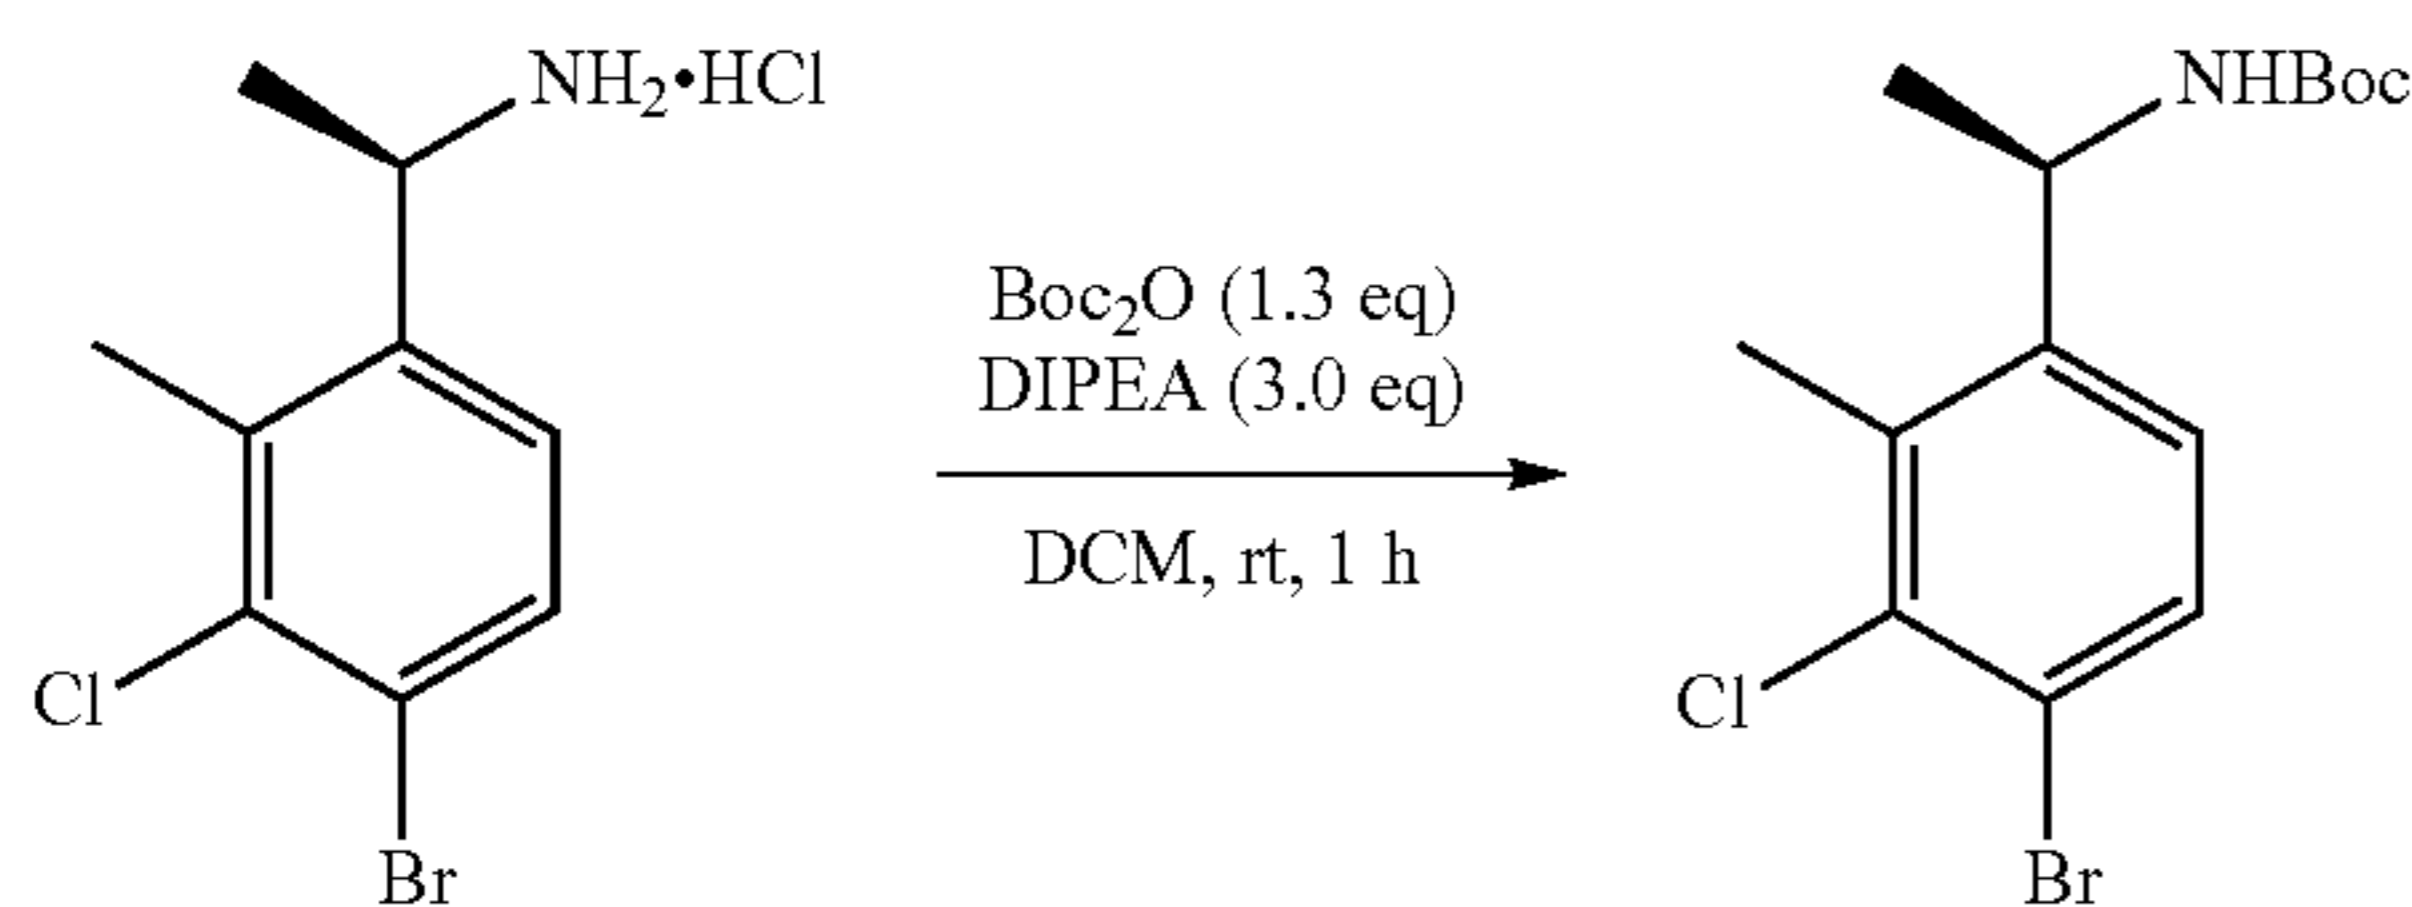 NH₂•HCl
NHBoc
Boc₂O (1.3 eq)
DIPEA (3.0 eq)
DCM, rt, 1 h
Cl
Cl
Br
Br